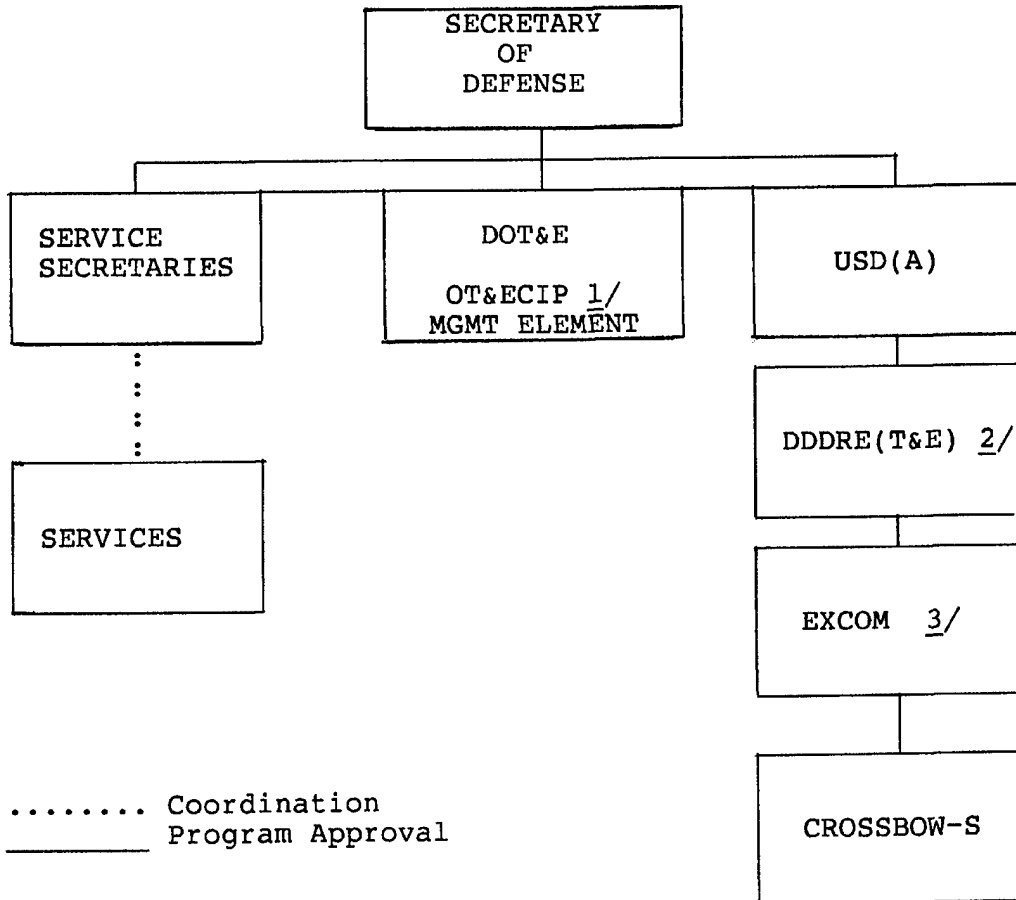 SECRETARY
OF
DEFENSE
SERVICE
SECRETARIES
DOT&E
OT&ECIP 1/
MGMT ELEMENT
USD(A)
DDDRE(T&E) 2/
SERVICES
EXCOM 3/
CROSSBOW-S
........ Coordination
Program Approval